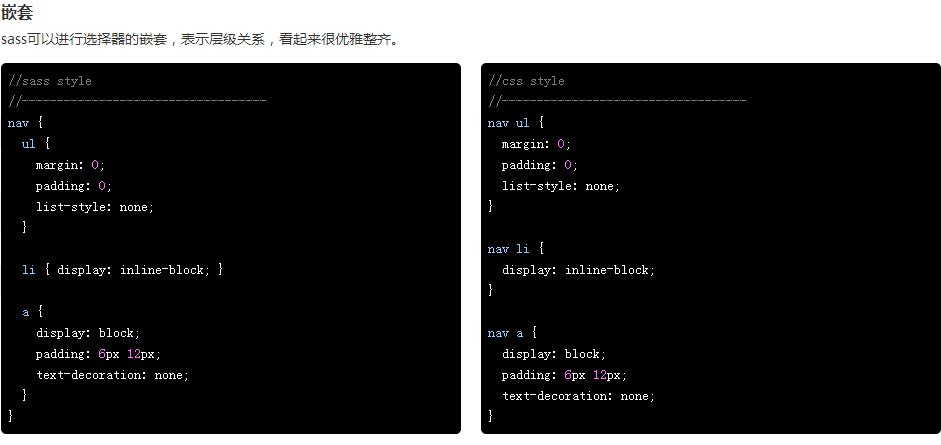 嵌套
sass可以进行选择器的嵌套，表示层级关系，看起来很优雅整齐。
//sass style
//-----------------------------------
nav {
  ul {
    margin: 0;
    padding: 0;
    list-style: none;
  }

  li { display: inline-block; }

  a {
    display: block;
    padding: 6px 12px;
    text-decoration: none;
  }
}
//css style
//-----------------------------------
nav ul {
  margin: 0;
  padding: 0;
  list-style: none;
}

nav li {
  display: inline-block;
}

nav a {
  display: block;
  padding: 6px 12px;
  text-decoration: none;
}